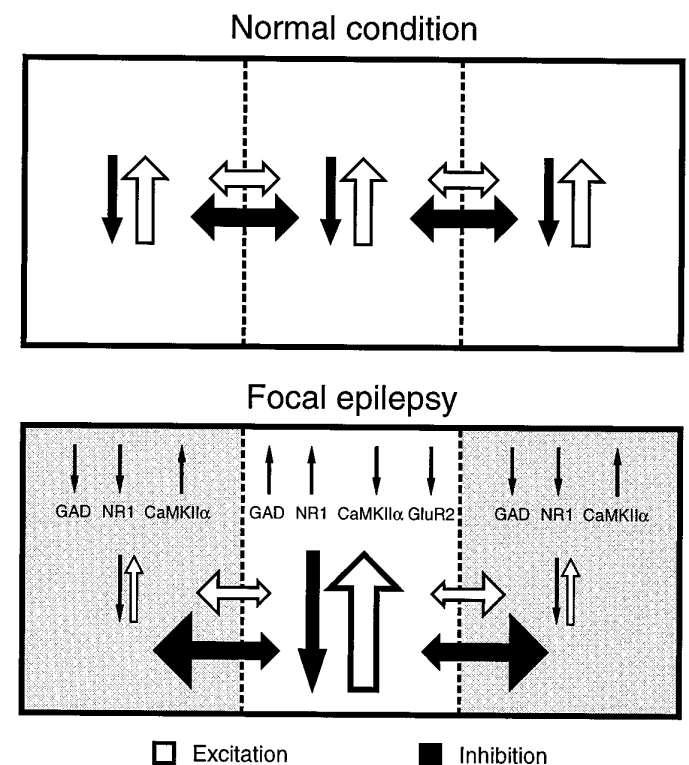 Normal condition
Focal epilepsy
GAD NR1 CaMKIIα GAD NR1 CaMKIIα GluR2 GAD NR1 CaMKIIα
Excitation Inhibition